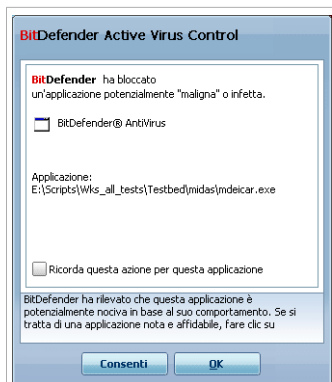 BitDefender Active Virus Control
BitDefender ha bloccato
un'applicazione potenzialmente "maligna" o infetta.
BitDefender® AntiVirus
Applicazione:
E:\Scripts\Wks_all_tests\Testbed\midas\mdeicar.exe
Ricorda questa azione per questa applicazione
BitDefender ha rilevato che questa applicazione è
potenzialmente nociva in base al suo comportamento. Se si
tratta di una applicazione nota e affidabile, fare clic su
Consenti
OK